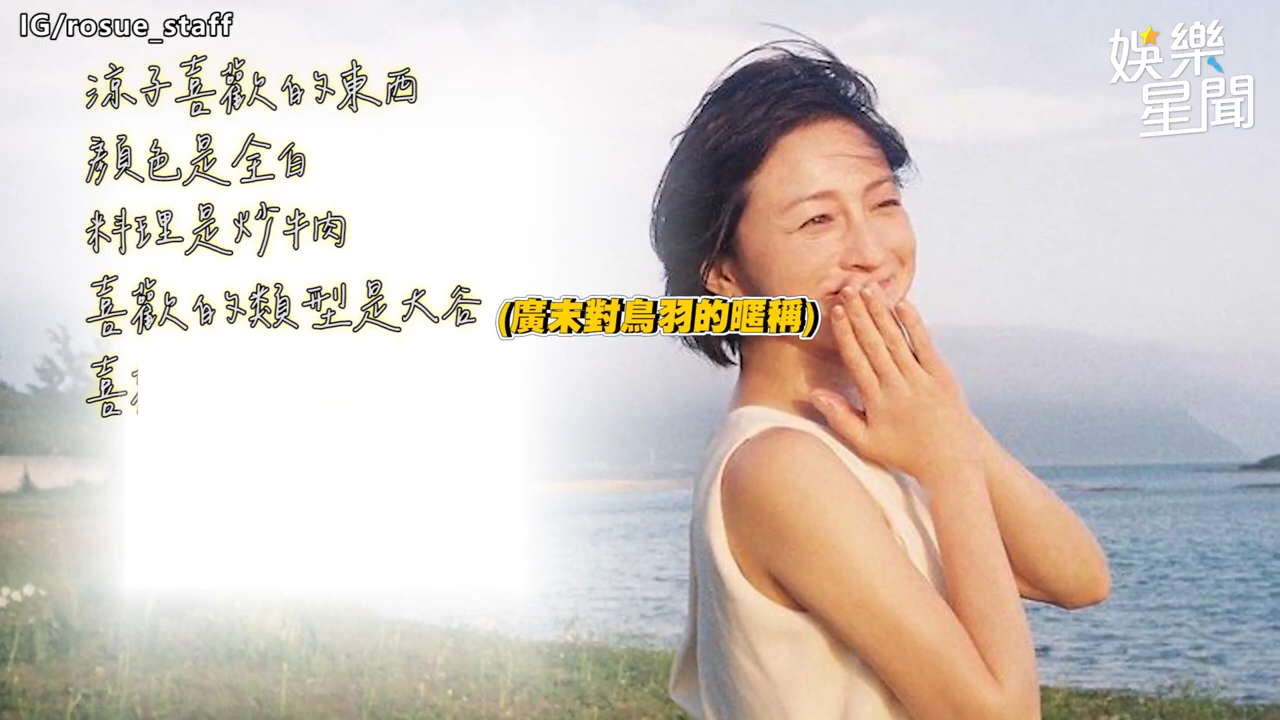 IG/rosue_staff
娛樂
星聞
涼子喜歡的東西
顏色是全白
料理是炒牛肉
喜歡的類型是大谷
(廣末對鳥羽的暱稱)
喜